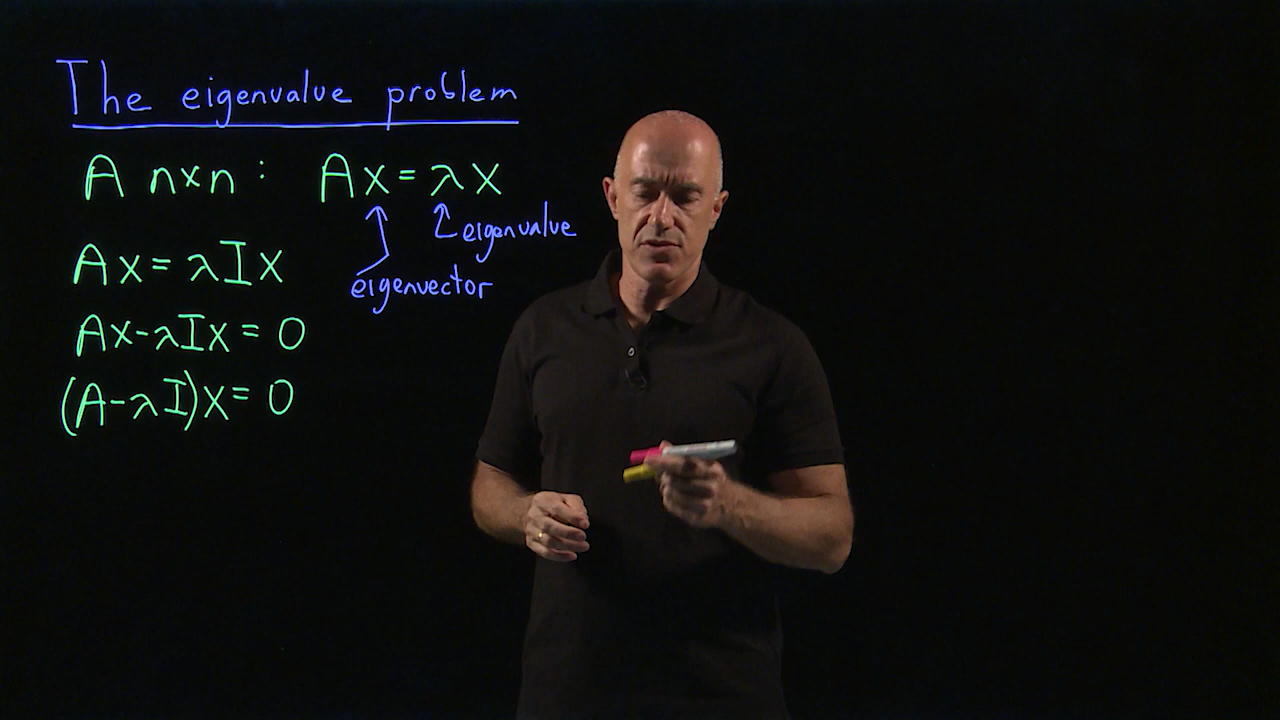 The eigenvalue problem
A n×n : Ax = λx
eigenvalue
eigenvector
Ax = λIx
Ax-λIx = 0
(A-λI)x = 0